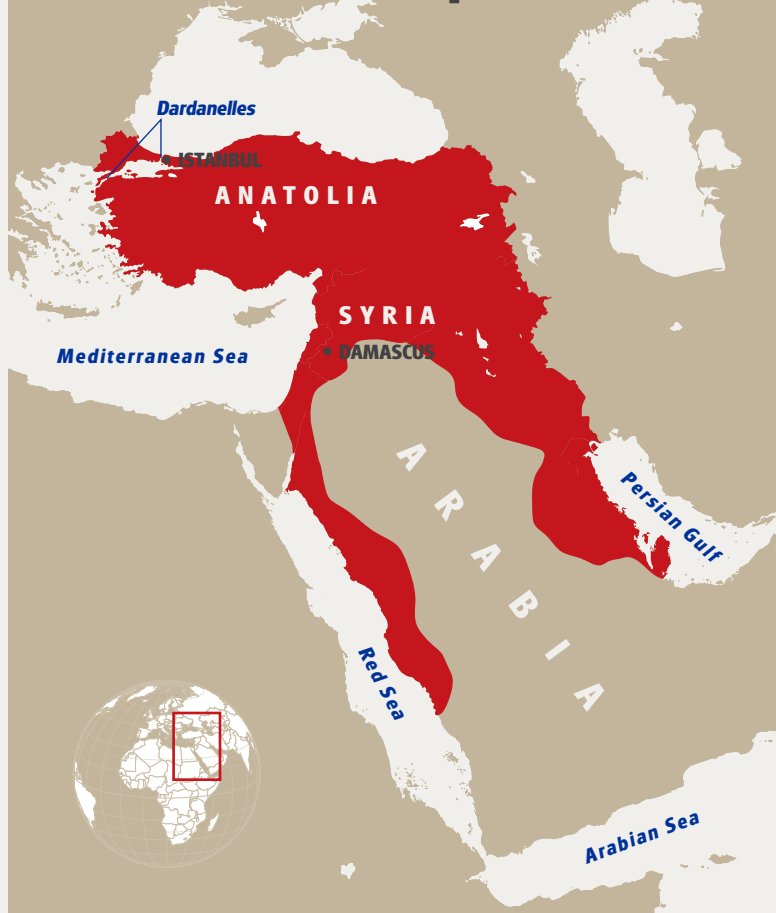 Dardanelles
ISTANBUL
ANATOLIA
SYRIA
Mediterranean Sea
DAMASCUS
ARABIA
Persian Gulf
Red Sea
Arabian Sea